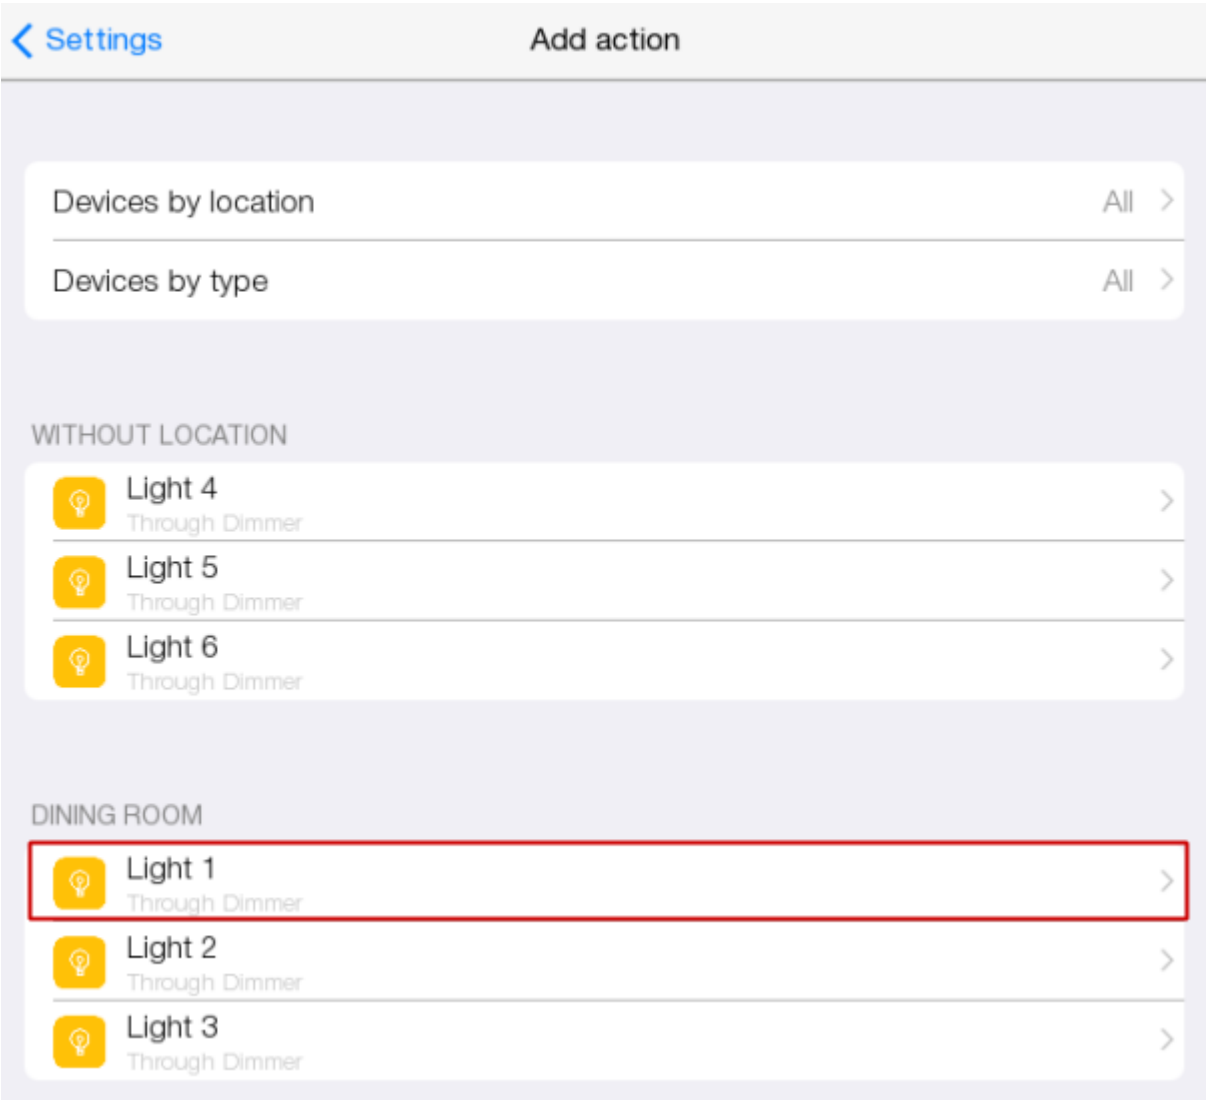 Settings
Add action
Devices by location All
Devices by type All
WITHOUT LOCATION
Light 4
Through Dimmer
Light 5
Through Dimmer
Light 6
Through Dimmer
DINING ROOM
Light 1
Through Dimmer
Light 2
Through Dimmer
Light 3
Through Dimmer